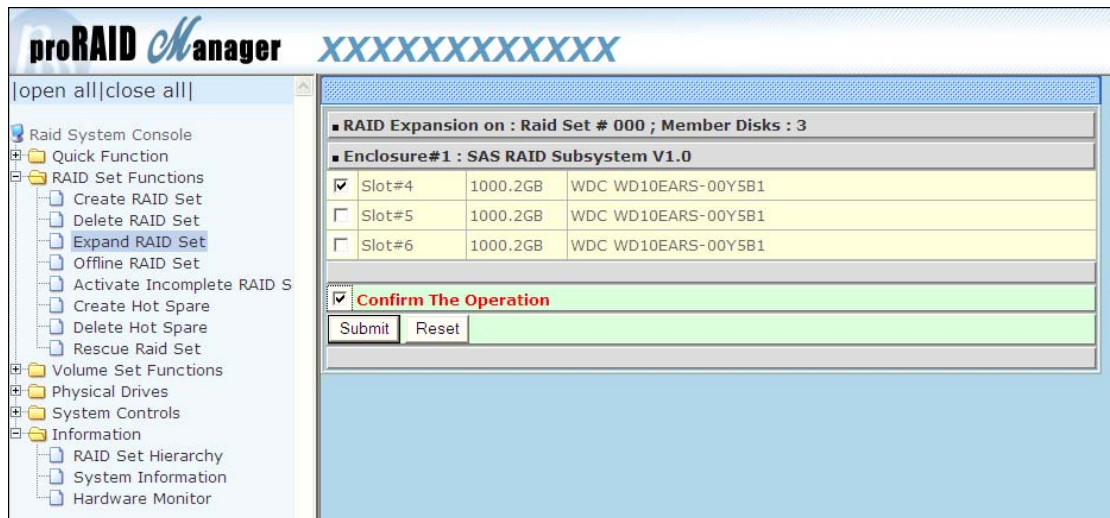 proRAID Manager XXXXXXXXXXXX
|open all|close all|
Raid System Console
Quick Function
RAID Set Functions
Create RAID Set
Delete RAID Set
Expand RAID Set
Offline RAID Set
Activate Incomplete RAID S
Create Hot Spare
Delete Hot Spare
Rescue Raid Set
Volume Set Functions
Physical Drives
System Controls
Information
RAID Set Hierarchy
System Information
Hardware Monitor
RAID Expansion on : Raid Set # 000 ; Member Disks : 3
Enclosure#1 : SAS RAID Subsystem V1.0
Slot#4 1000.2GB WDC WD10EARS-00Y5B1
Slot#5 1000.2GB WDC WD10EARS-00Y5B1
Slot#6 1000.2GB WDC WD10EARS-00Y5B1
Confirm The Operation
Submit Reset